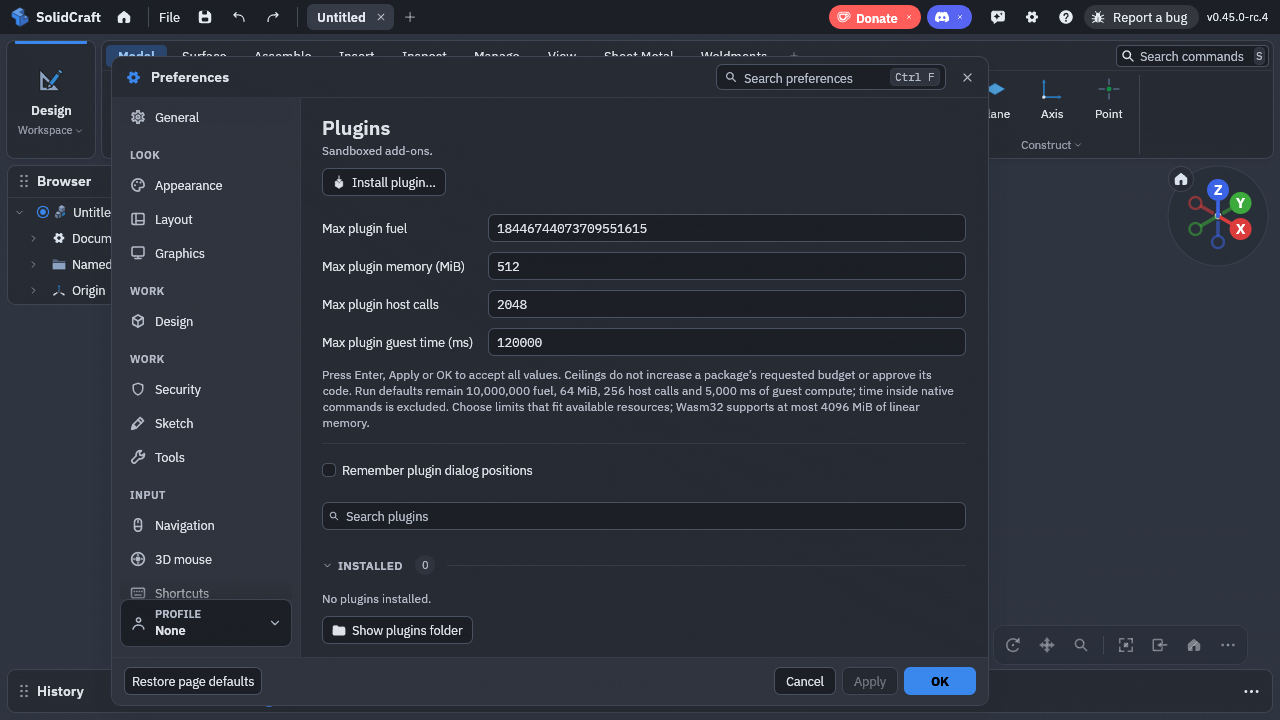 SolidCraft
File
Untitled
Donate
Report a bug
v0.45.0-rc.4
Model
Surface
Assemble
Insert
Inspect
Manage
View
Sheet Metal
Weldments
Search commands
S
Design
Workspace
Axis
Point
Construct
Browser
Origin
History
Z
Y
X
Preferences
Search preferences
Ctrl F
General
LOOK
Appearance
Layout
Graphics
WORK
Design
WORK
Security
Sketch
Tools
INPUT
Navigation
3D mouse
Shortcuts
PROFILE
None
Plugins
Sandboxed add-ons.
Install plugin...
Max plugin fuel
18446744073709551615
Max plugin memory (MiB)
512
Max plugin host calls
2048
Max plugin guest time (ms)
120000
Press Enter, Apply or OK to accept all values. Ceilings do not increase a package's requested budget or approve its
code. Run defaults remain 10,000,000 fuel, 64 MiB, 256 host calls and 5,000 ms of guest compute; time inside native
commands is excluded. Choose limits that fit available resources; Wasm32 supports at most 4096 MiB of linear
memory.
Remember plugin dialog positions
Search plugins
INSTALLED
0
No plugins installed.
Show plugins folder
Restore page defaults
Cancel
Apply
OK